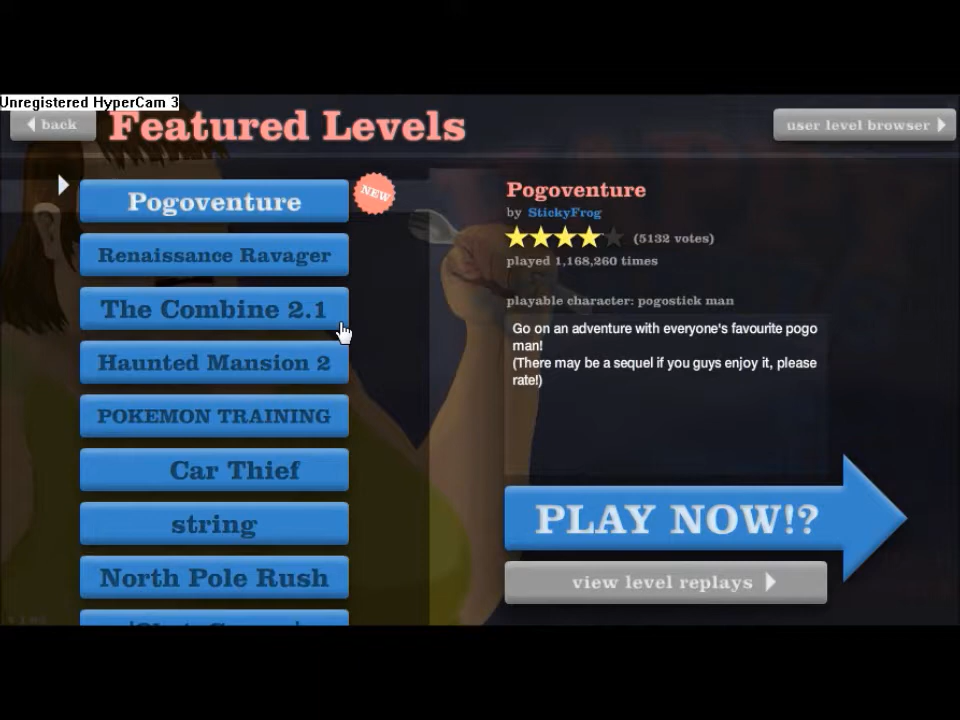 Unregistered HyperCam 3
back
Featured Levels
user level browser
Pogoventure
NEW
Renaissance Ravager
The Combine 2.1
Haunted Mansion 2
POKEMON TRAINING
Car Thief
string
North Pole Rush
Pogoventure
by StickyFrog
(5132 votes)
played 1,168,260 times
playable character: pogostick man
Go on an adventure with everyone's favourite pogo
man!
(There may be a sequel if you guys enjoy it, please
rate!)
PLAY NOW!?
view level replays